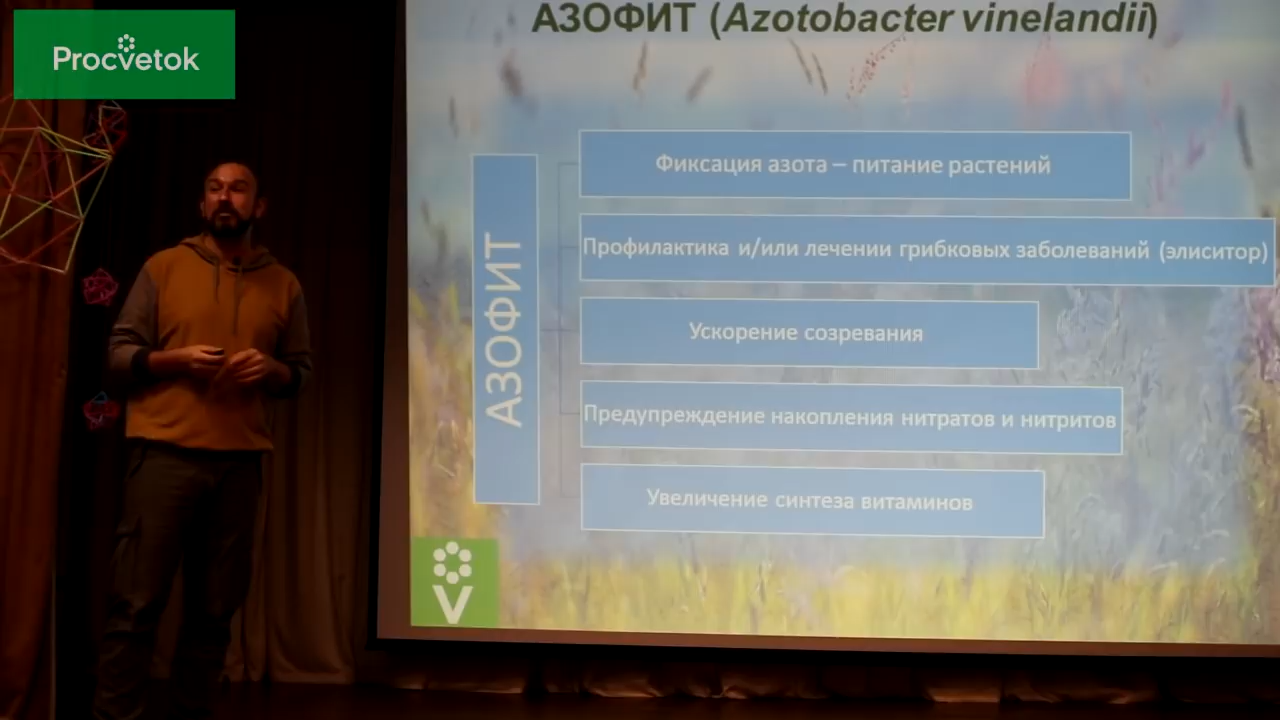 Procvetok
АЗОФИТ (Azotobacter vinelandii)
АЗОФИТ
Фиксация азота – питание растений
Профилактика и/или лечении грибковых заболеваний (элиситор)
Ускорение созревания
Предупреждение накопления нитратов и нитритов
Увеличение синтеза витаминов